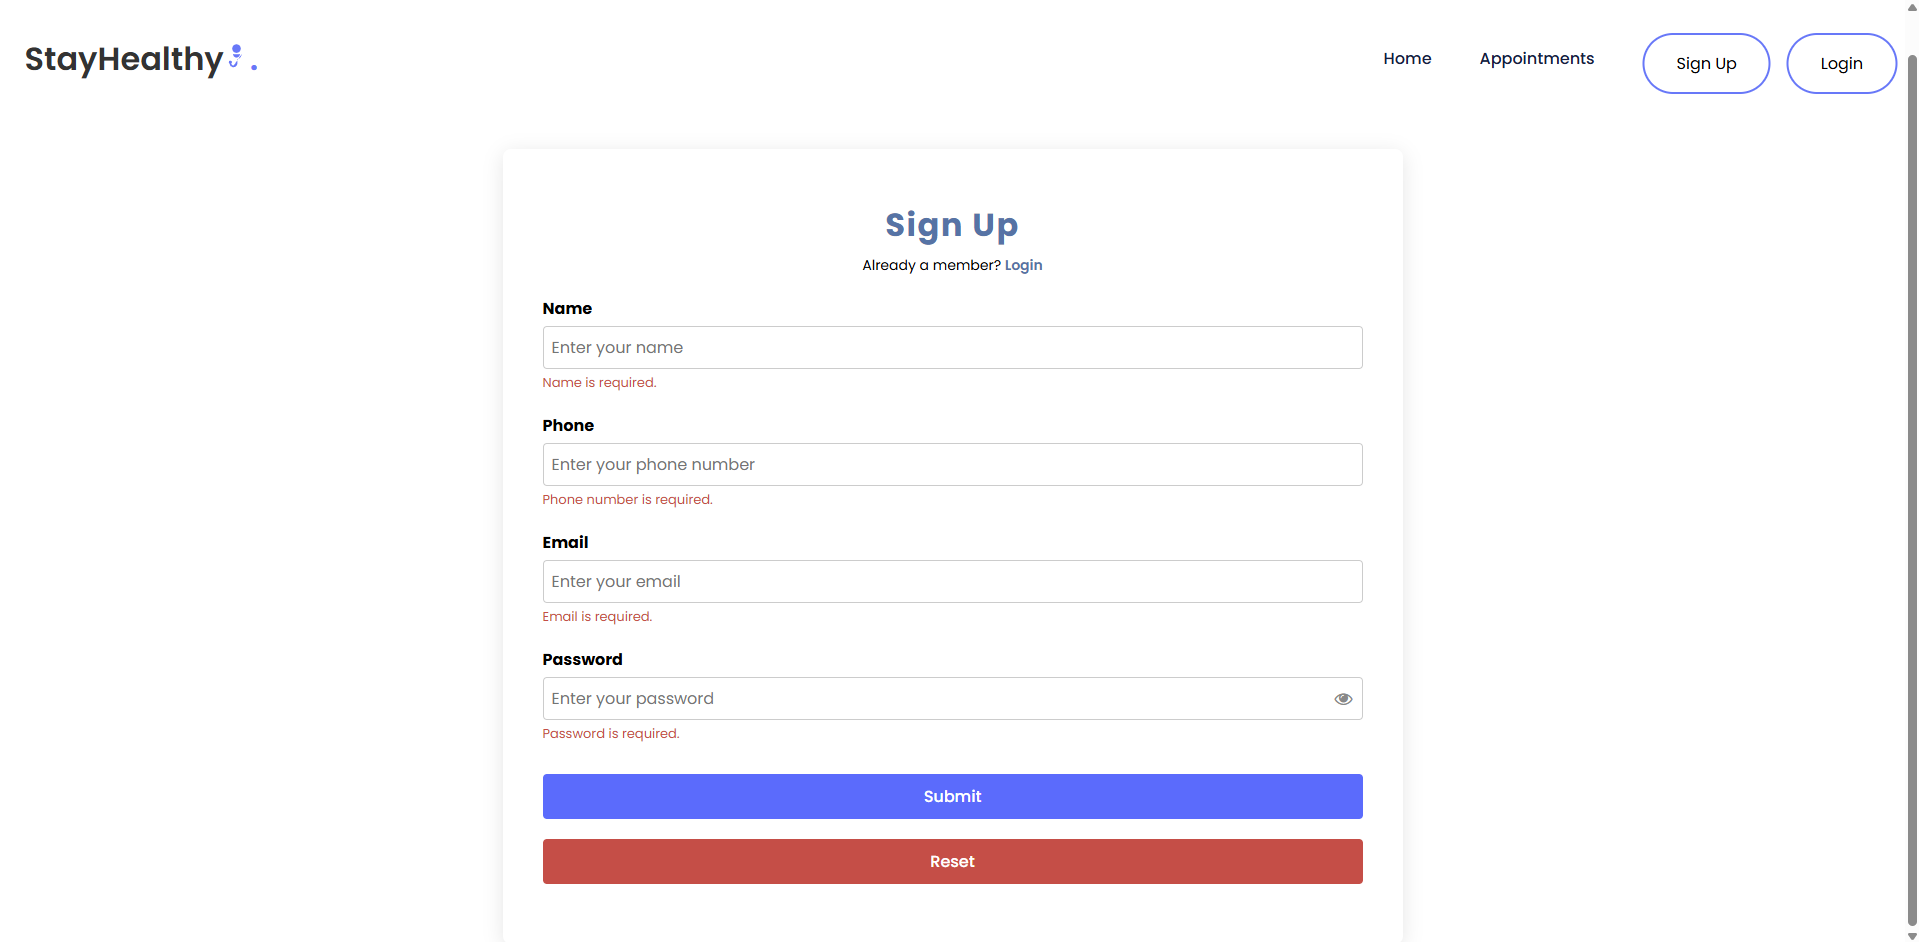 StayHealthy .
Home
Appointments
Sign Up
Login
Sign Up
Already a member? Login
Name
Enter your name
Name is required.
Phone
Enter your phone number
Phone number is required.
Email
Enter your email
Email is required.
Password
Enter your password
Password is required.
Submit
Reset